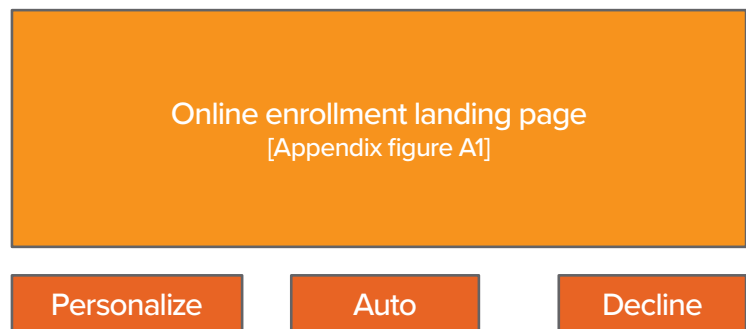 Online enrollment landing page
[Appendix figure A1]
Personalize Auto Decline